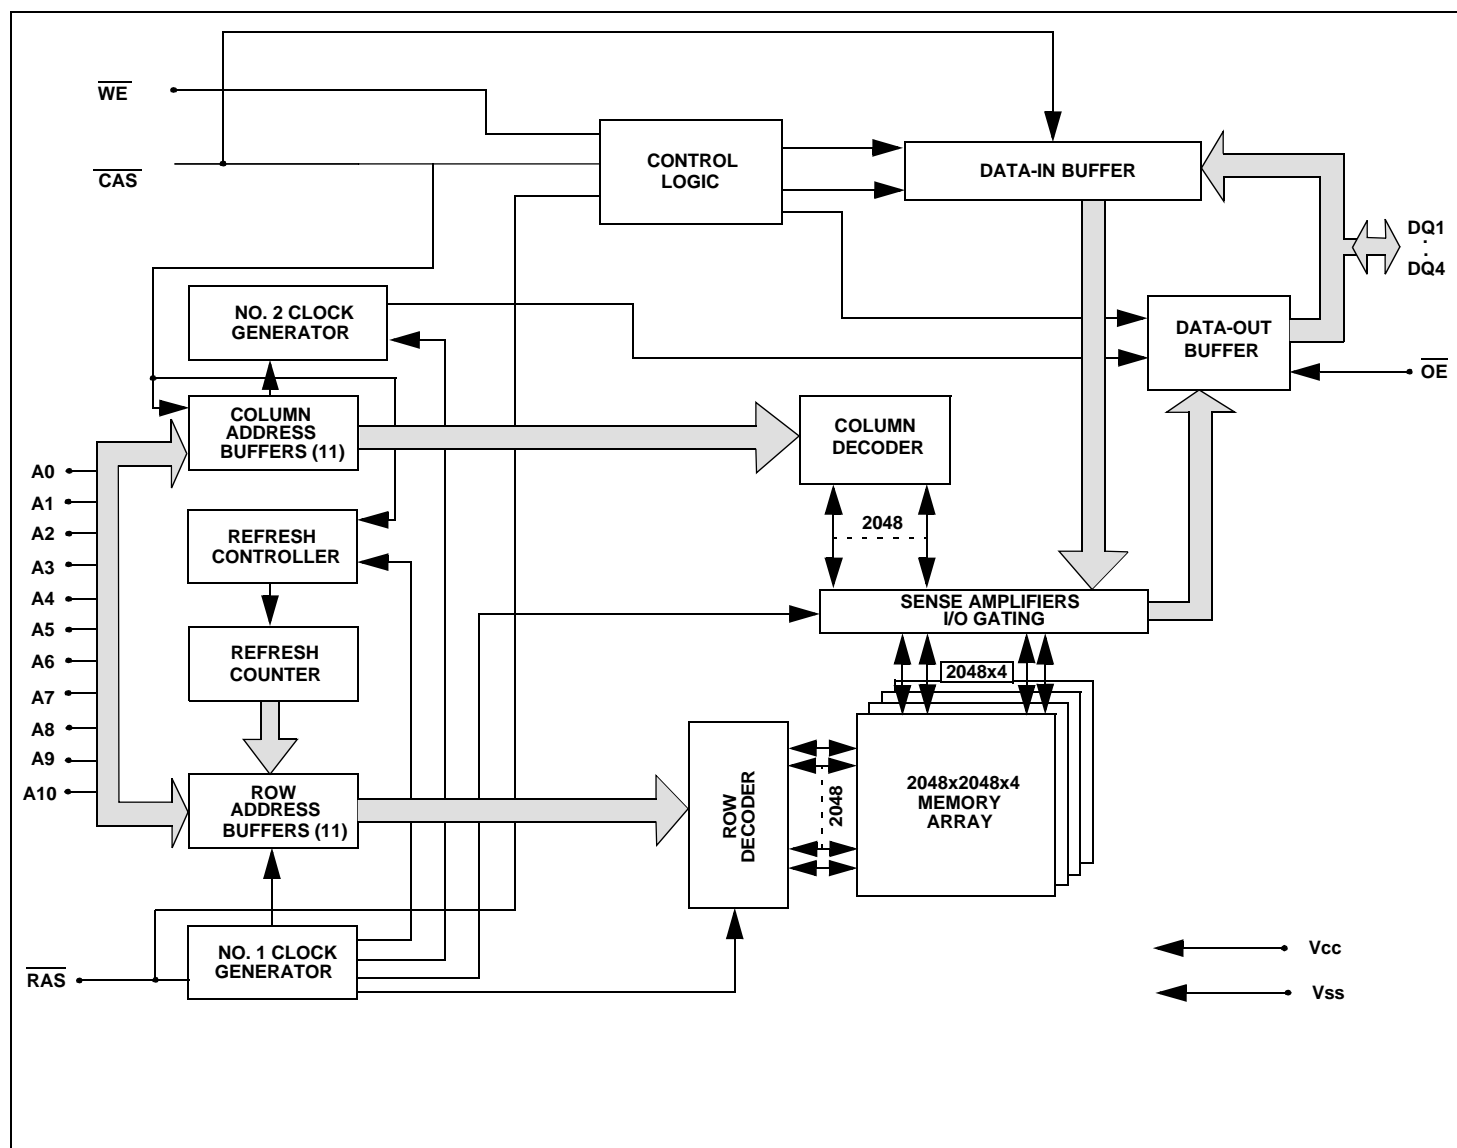 WE
CAS
CONTROL
LOGIC
DATA-IN BUFFER
DQ1
.
.
DQ4
NO. 2 CLOCK
GENERATOR
DATA-OUT
BUFFER
OE
COLUMN
ADDRESS
BUFFERS (11)
COLUMN
DECODER
A0
A1
A2
A3
A4
A5
A6
A7
A8
A9
A10
2048
REFRESH
CONTROLLER
SENSE AMPLIFIERS
I/O GATING
REFRESH
COUNTER
2048x4
ROW
ADDRESS
BUFFERS (11)
ROW
DECODER
2048
2048x2048x4
MEMORY
ARRAY
NO. 1 CLOCK
GENERATOR
RAS
Vcc
Vss